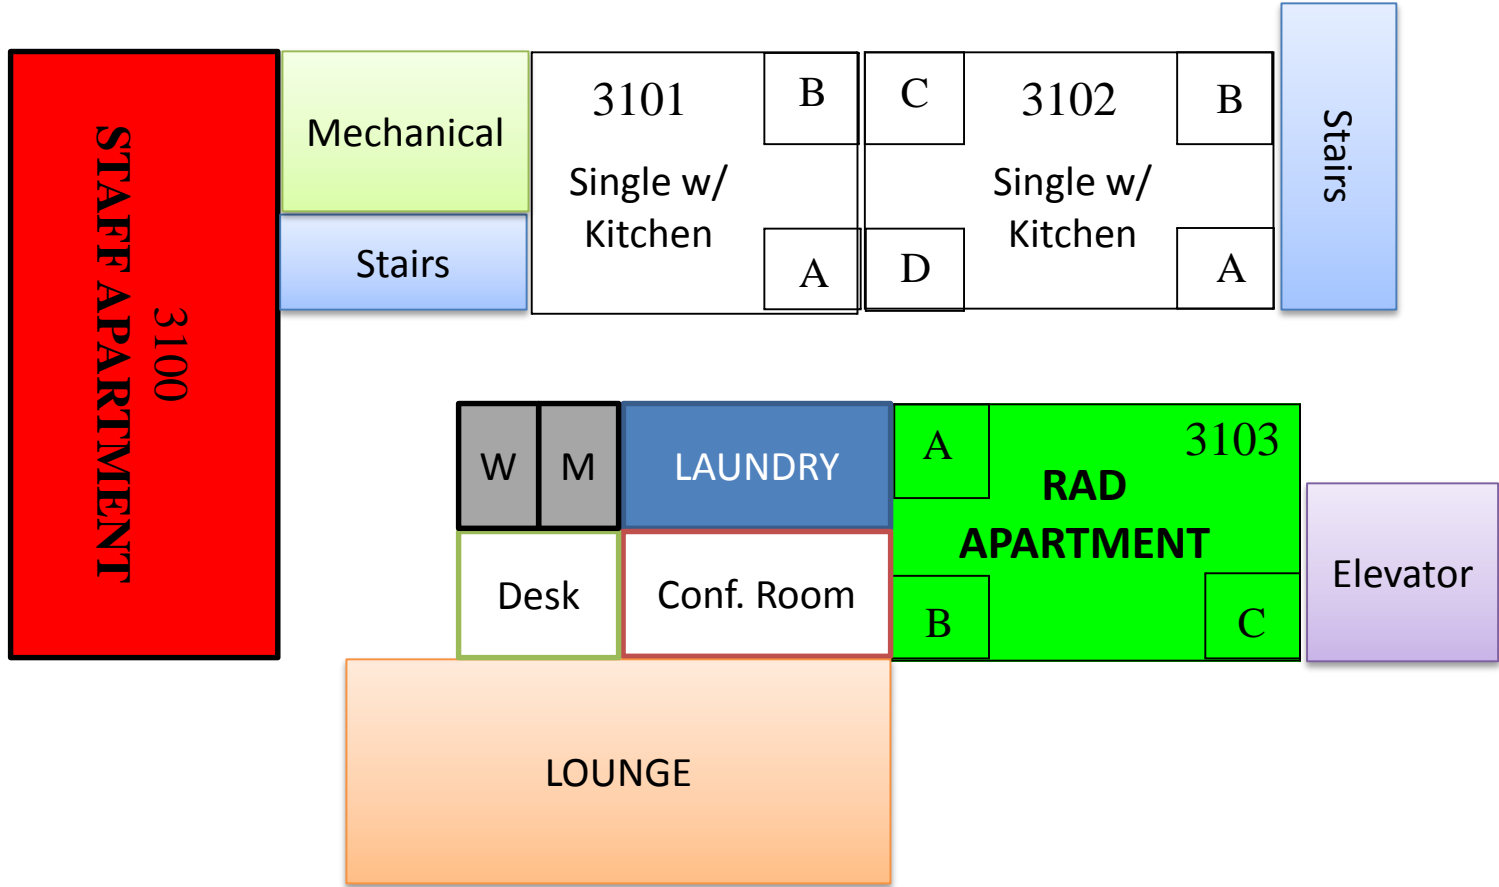 STAFF APARTMENT
3100
Mechanical
Stairs
3101
Single w/
Kitchen
B
A
C
D
3102
Single w/
Kitchen
B
A
Stairs
W
M
LAUNDRY
Desk
Conf. Room
A
3103
RAD
APARTMENT
B
C
Elevator
LOUNGE